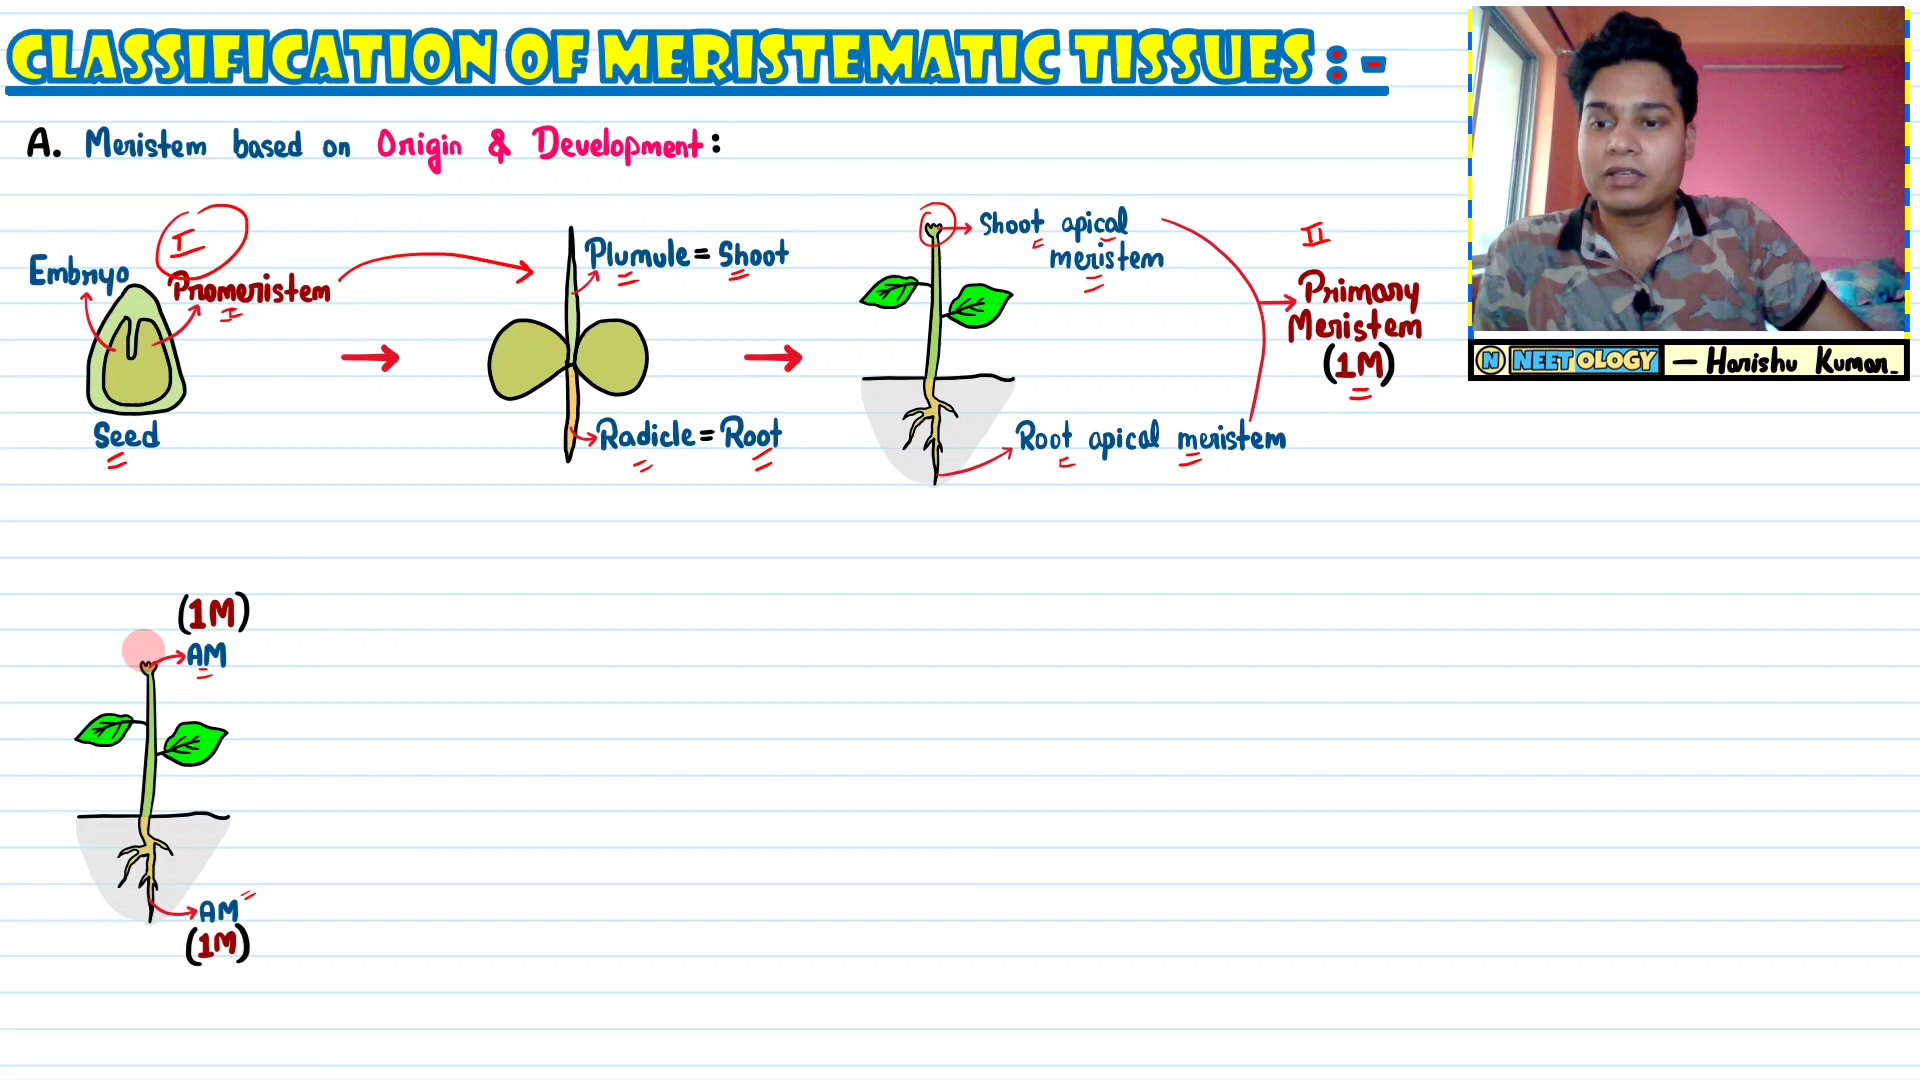 CLASSIFICATION OF MERISTEMATIC TISSUES :-
A. Meristem based on Origin & Development:
I
Embryo
Promeristem
I
Seed
Plumule = Shoot
Radicle = Root
Shoot apical
meristem
Root apical meristem
II
Primary
Meristem
(1M)
N NEETOLOGY – Harishu Kumar
(1M)
AM
AM
(1M)